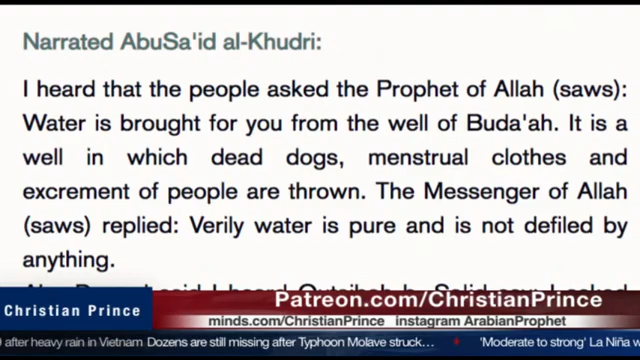 Narrated AbuSa'id al-Khudri:
I heard that the people asked the Prophet of Allah (saws):
Water is brought for you from the well of Buda'ah. It is a
well in which dead dogs, menstrual clothes and
excrement of people are thrown. The Messenger of Allah
(saws) replied: Verily water is pure and is not defiled by
anything.
Christian Prince
Patreon.com/ChristianPrince
minds.com/ChristianPrince instagram ArabianProphet
after heavy rain in Vietnam Dozens are still missing after Typhoon Molave struck... • 'Moderate to strong' La Niña w